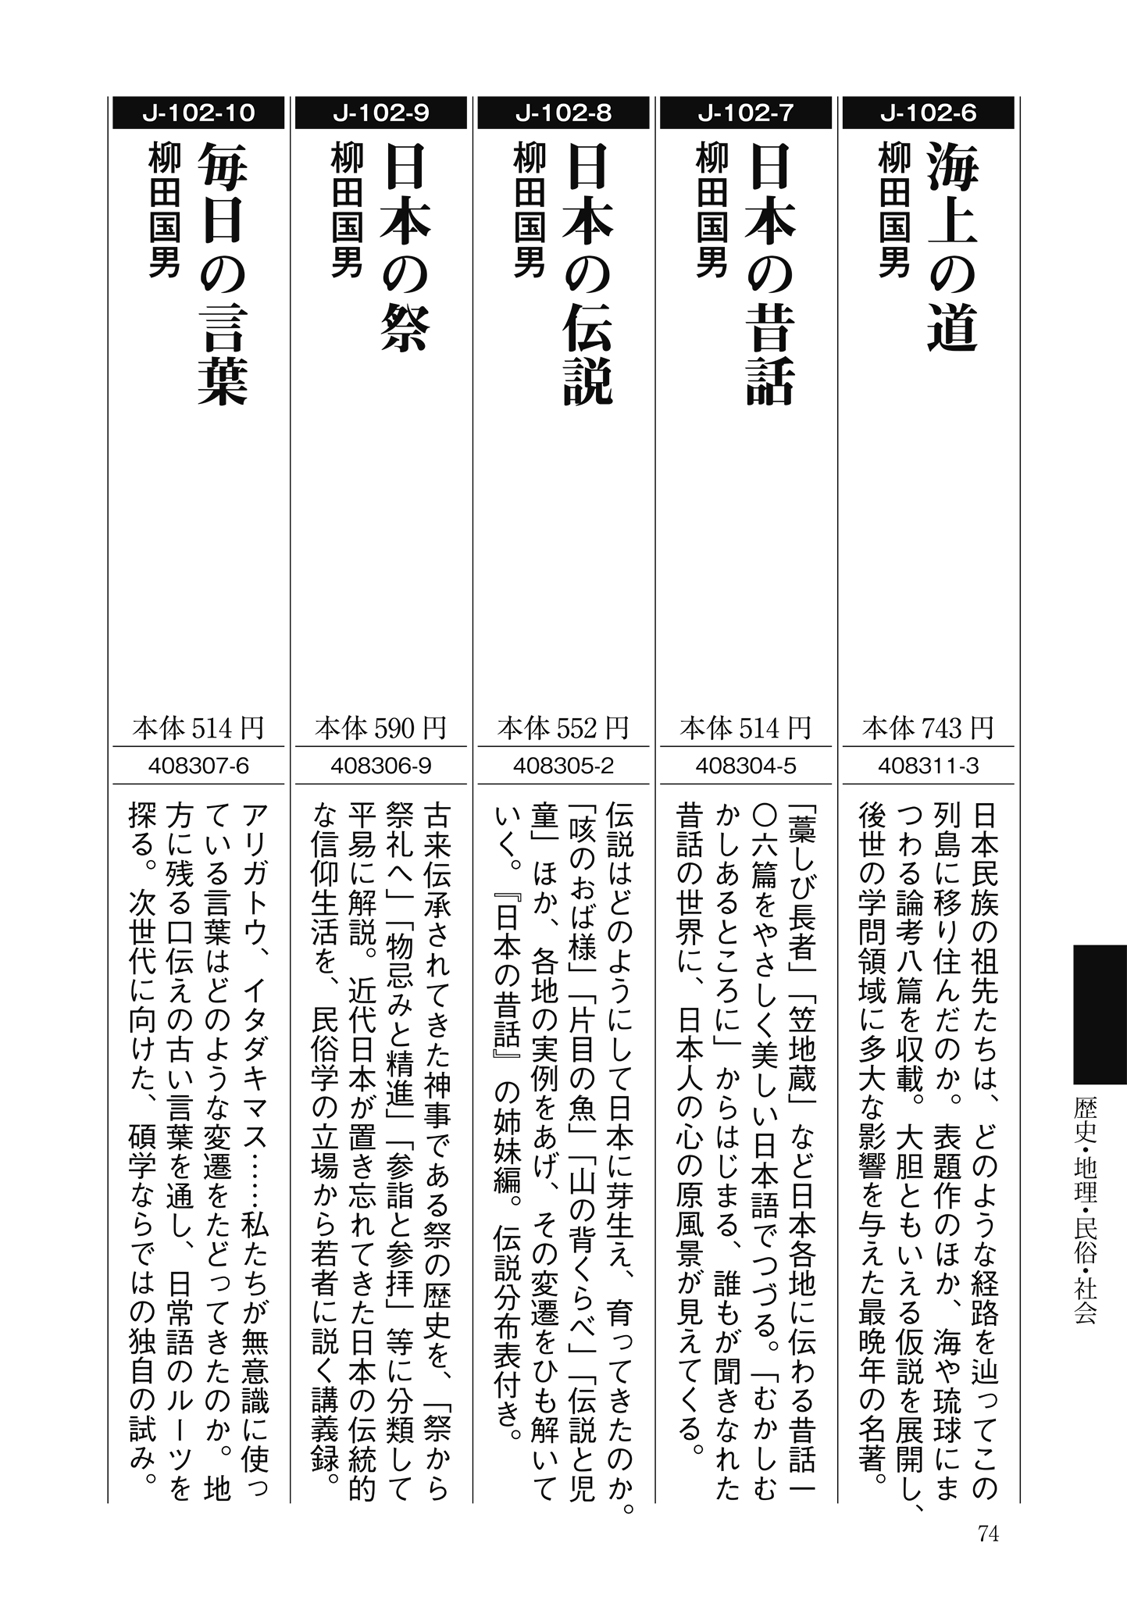 J-102-6
海上の道
柳田国男
本体 743 円
408311-3
日本民族の祖先たちは、どのような経路を辿ってこの
列島に移り住んだのか。表題作のほか、海や琉球にま
つわる論考八篇を収載。大胆ともいえる仮説を展開し、
後世の学問領域に多大な影響を与えた最晩年の名著。
J-102-7
日本の昔話
柳田国男
本体 514 円
408304-5
「藁しび長者」「笠地蔵」など日本各地に伝わる昔話一
〇六篇をやさしく美しい日本語でつづる。「むかしむ
かしあるところに」からはじまる、誰もが聞きなれた
昔話の世界に、日本人の心の原風景が見えてくる。
J-102-8
日本の伝説
柳田国男
本体 552 円
408305-2
伝説はどのようにして日本に芽生え、育ってきたのか。
「咳のおば様」「片目の魚」「山の背くらべ」「伝説と児
童」ほか、各地の実例をあげ、その変遷をひも解いて
いく。『日本の昔話』の姉妹編。伝説分布表付き。
J-102-9
日本の祭
柳田国男
本体 590 円
408306-9
古来伝承されてきた神事である祭の歴史を、「祭から
祭礼へ」「物忌みと精進」「参詣と参拝」等に分類して
平易に解説。近代日本が置き忘れてきた日本の伝統的
な信仰生活を、民俗学の立場から若者に説く講義録。
J-102-10
毎日の言葉
柳田国男
本体 514 円
408307-6
アリガトウ、イタダキマス……私たちが無意識に使っ
ている言葉はどのような変遷をたどってきたのか。地
方に残る口伝えの古い言葉を通し、日常語のルーツを
探る。次世代に向けた、碩学ならではの独自の試み。
歴史・地理・民俗・社会
74